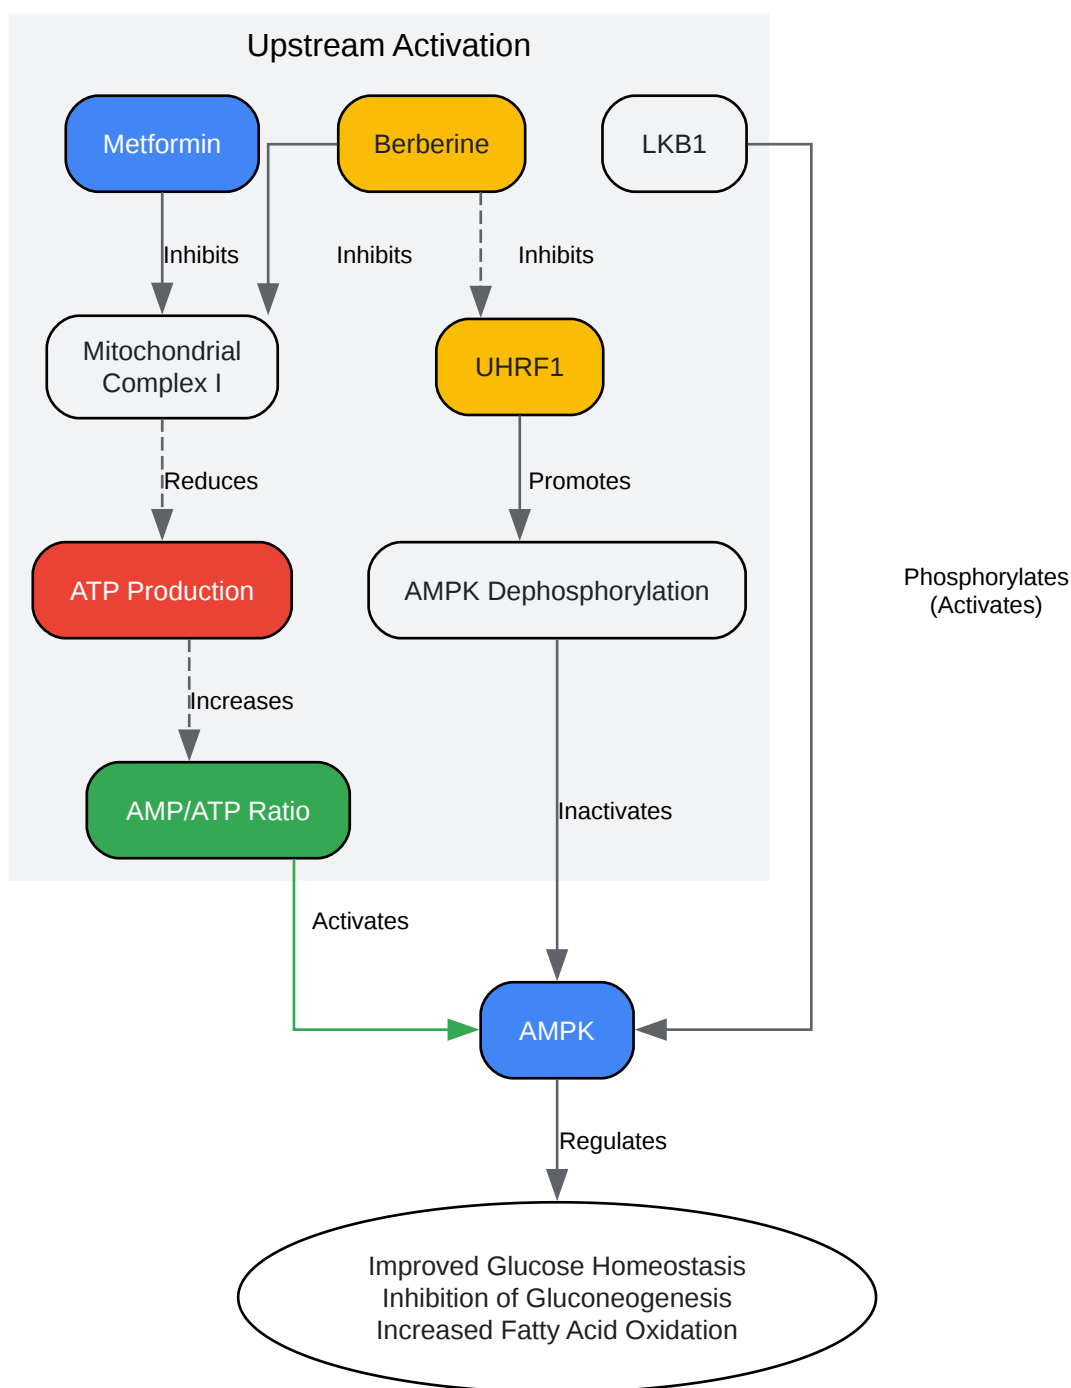 Upstream Activation
Metformin
Berberine
LKB1
Inhibits
Inhibits
Inhibits
Mitochondrial
Complex I
UHRF1
Reduces
Promotes
ATP Production
AMPK Dephosphorylation
Phosphorylates
(Activates)
Increases
AMP/ATP Ratio
Inactivates
Activates
AMPK
Regulates
Improved Glucose Homeostasis
Inhibition of Gluconeogenesis
Increased Fatty Acid Oxidation